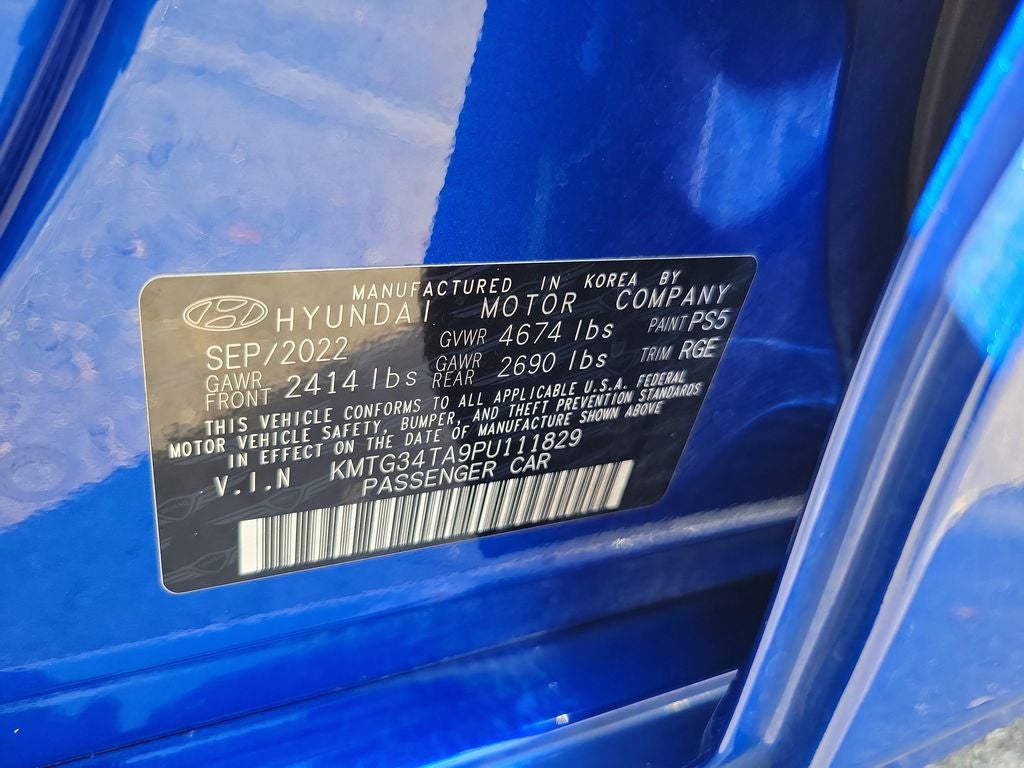 MANUFACTURED IN KOREA BY
HYUNDAI MOTOR COMPANY
SEP/2022 GVWR 4674 lbs PAINT PS5
GAWR FRONT 2414 lbs GAWR REAR 2690 lbs TRIM RGE
THIS VEHICLE CONFORMS TO ALL APPLICABLE U.S.A. FEDERAL
MOTOR VEHICLE SAFETY, BUMPER, AND THEFT PREVENTION STANDARDS
IN EFFECT ON THE DATE OF MANUFACTURE SHOWN ABOVE
V.I.N KMTG34TA9PU111829
PASSENGER CAR